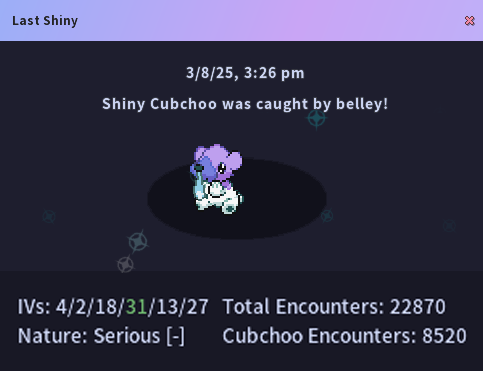 Last Shiny
3/8/25, 3:26 pm
Shiny Cubchoo was caught by belley!
IVs: 4/2/18/31/13/27
Total Encounters: 22870
Nature: Serious [-]
Cubchoo Encounters: 8520